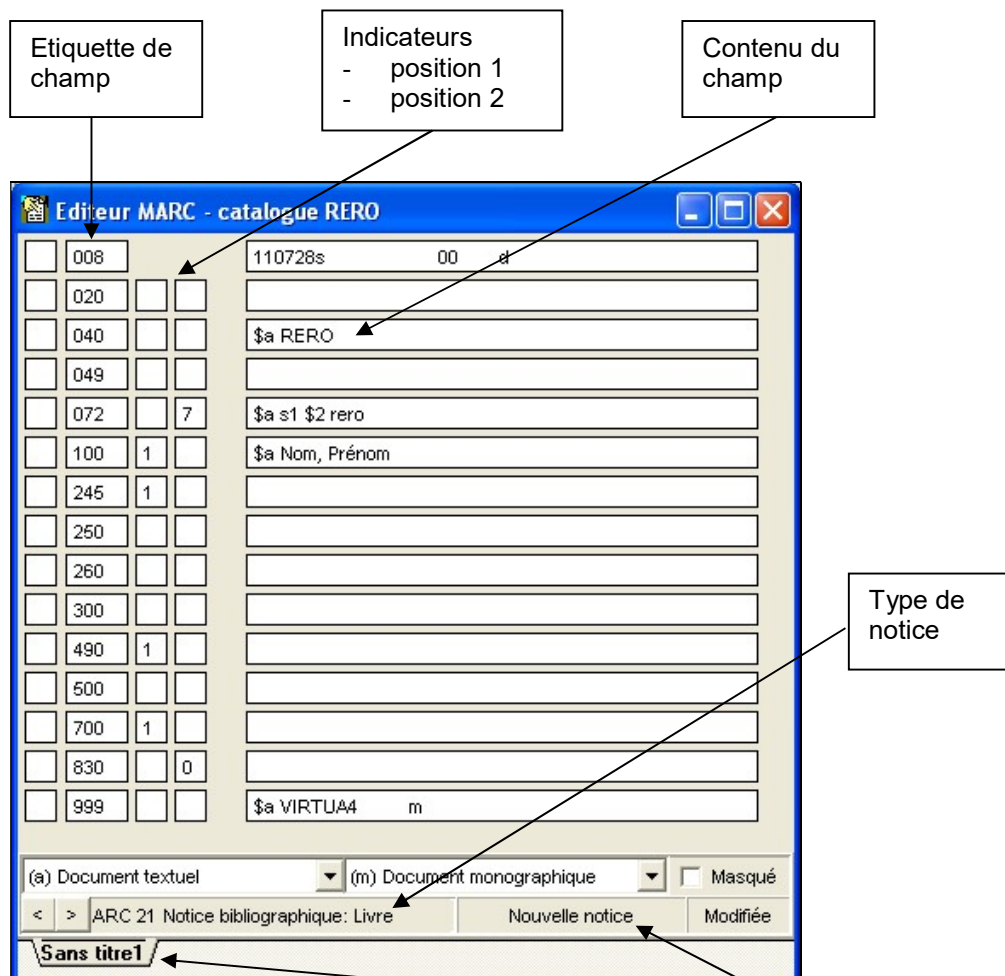 Etiquette de
champ
Indicateurs
- position 1
- position 2
Contenu du
champ
Editeur MARC - catalogue RERO
008 110728s 00 d
020
040 $a RERO
049
072 7 $a s1 $2 rero
100 1 $a Nom, Prénom
245 1
250
260
300
490 1
500
700 1
830 0
999 $a VIRTUA4 m
Type de
notice
(a) Document textuel (m) Document monographique Masqué
< > ARC 21 Notice bibliographique: Livre Nouvelle notice Modifiée
Sans titre1